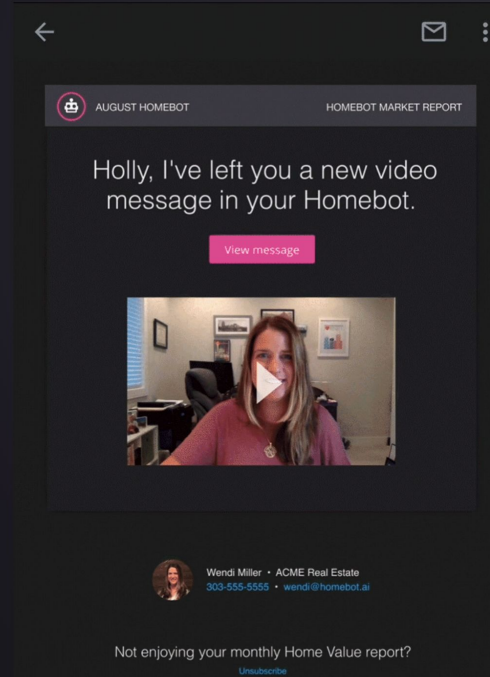 AUGUST HOMEBOT HOMEBOT MARKET REPORT
Holly, I've left you a new video
message in your Homebot.
View message
Wendi Miller • ACME Real Estate
303-555-5555 • wendi@homebot.ai
Not enjoying your monthly Home Value report?
Unsubscribe